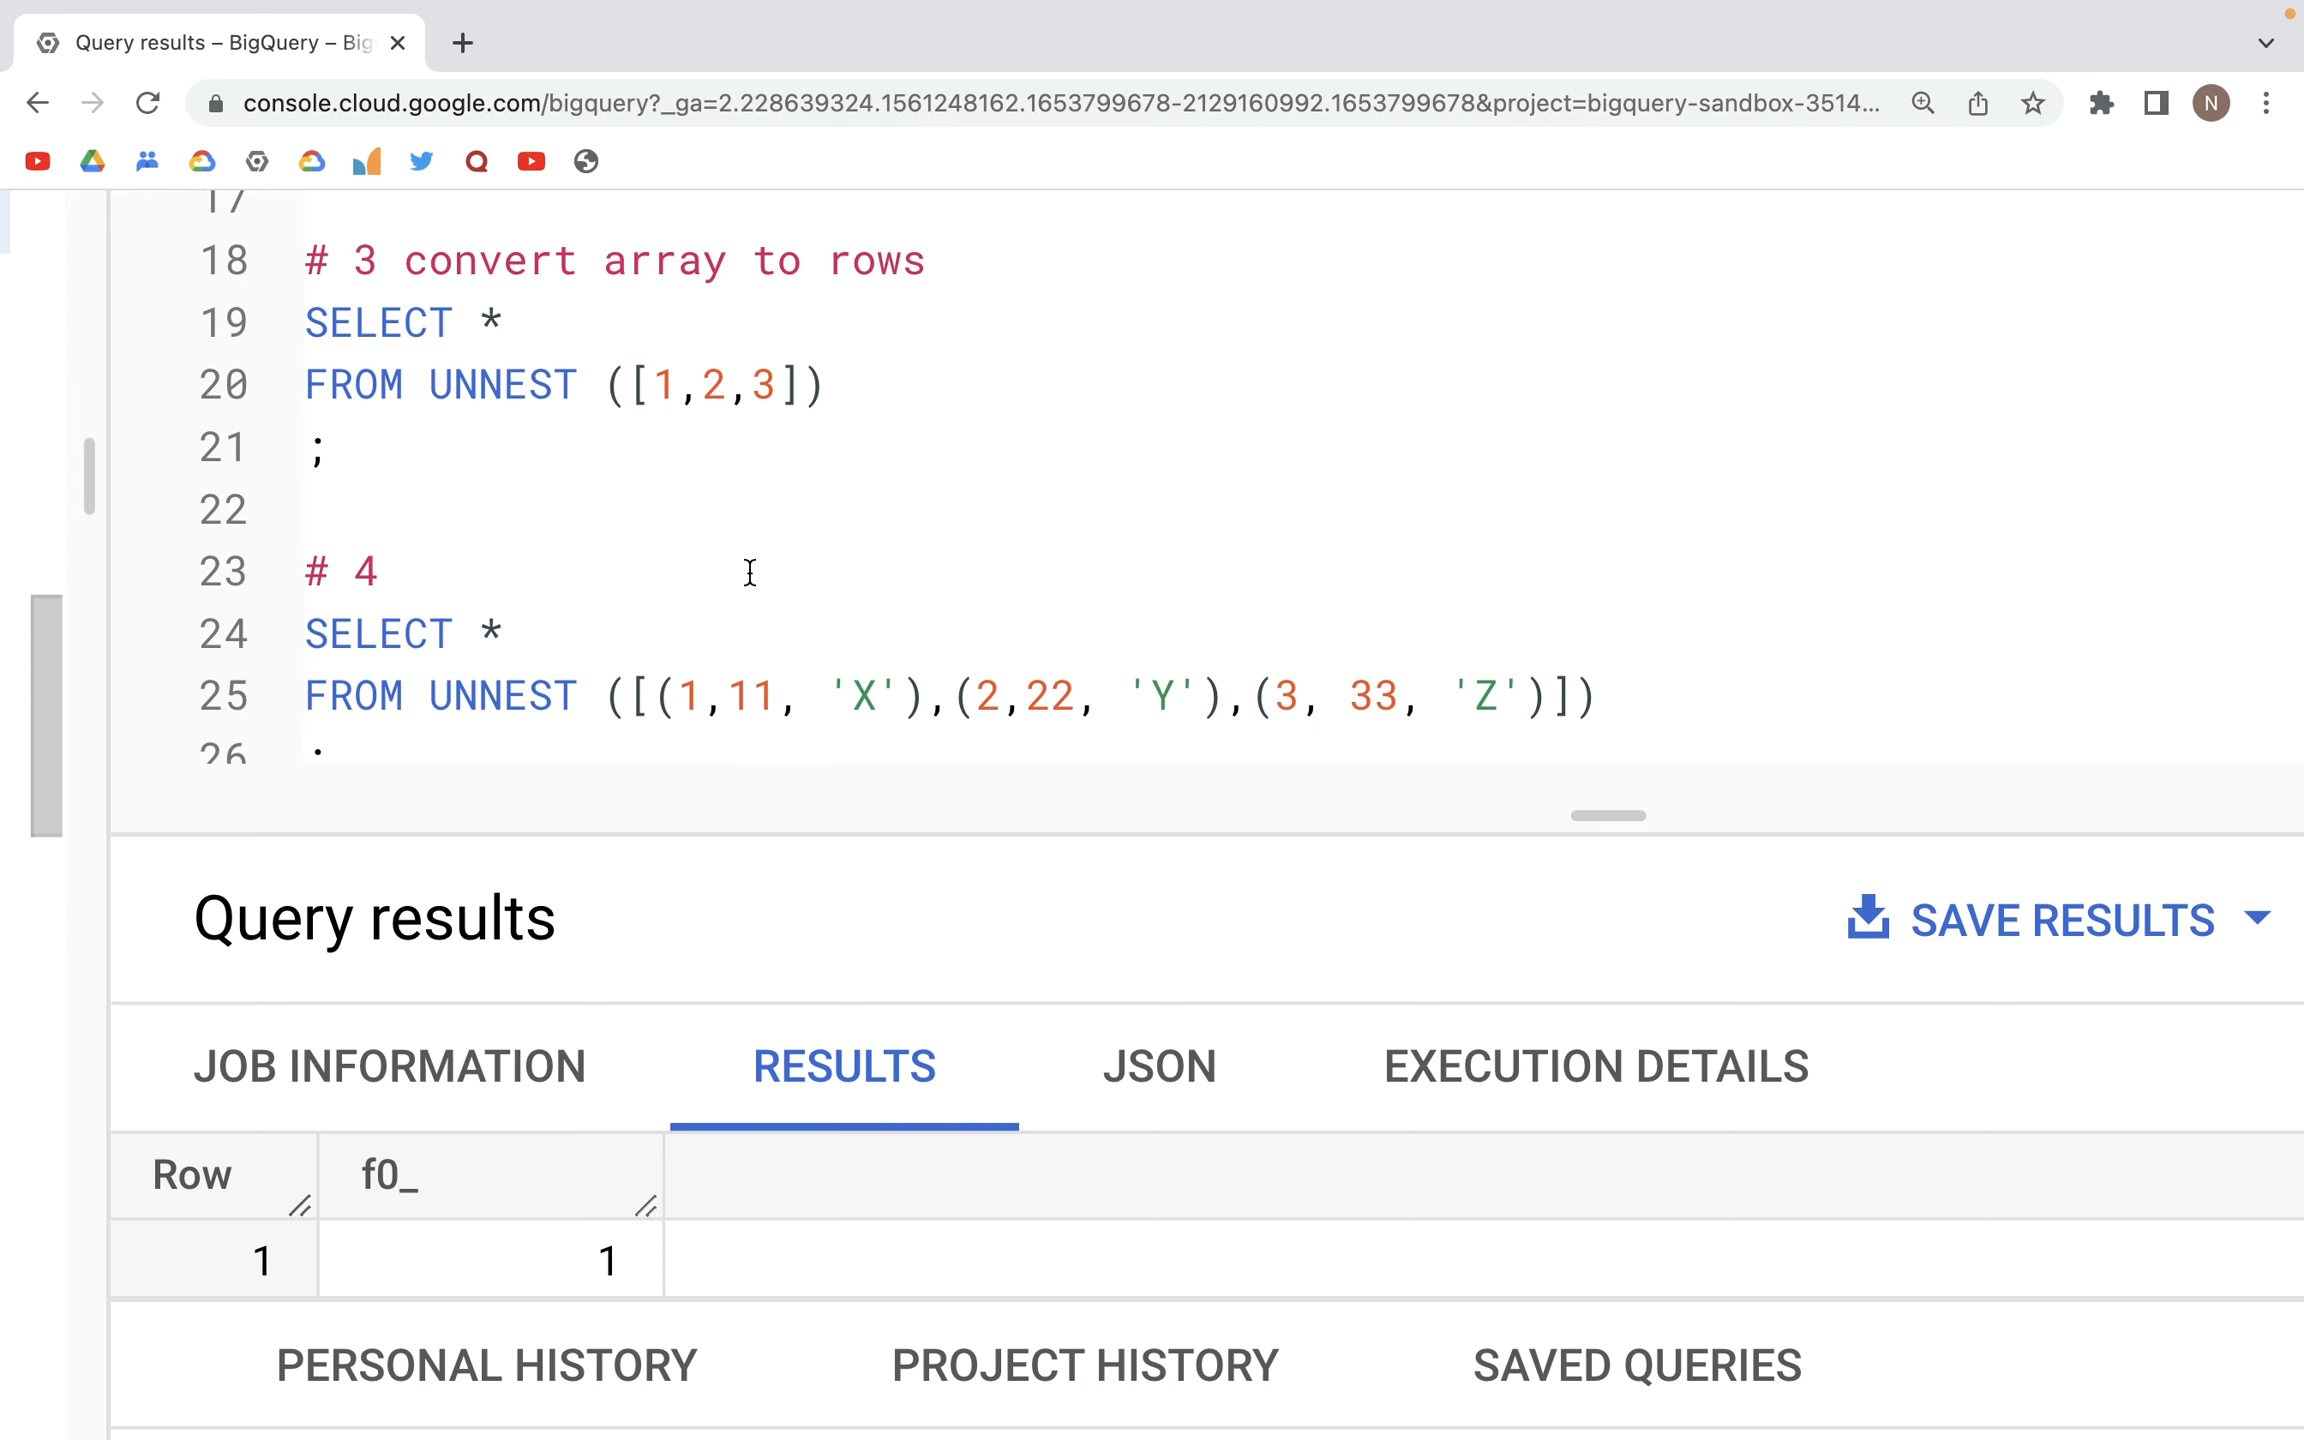 Query results – BigQuery – Big
console.cloud.google.com/bigquery?_ga=2.228639324.1561248162.1653799678-2129160992.1653799678&project=bigquery-sandbox-3514...
N
17
18 # 3 convert array to rows
19 SELECT *
20 FROM UNNEST ([1,2,3])
21 ;
22
23 # 4
24 SELECT *
25 FROM UNNEST ([(1,11, 'X'),(2,22, 'Y'),(3, 33, 'Z')])
26 ;
Query results
SAVE RESULTS
JOB INFORMATION RESULTS JSON EXECUTION DETAILS
Row f0_
1 1
PERSONAL HISTORY PROJECT HISTORY SAVED QUERIES